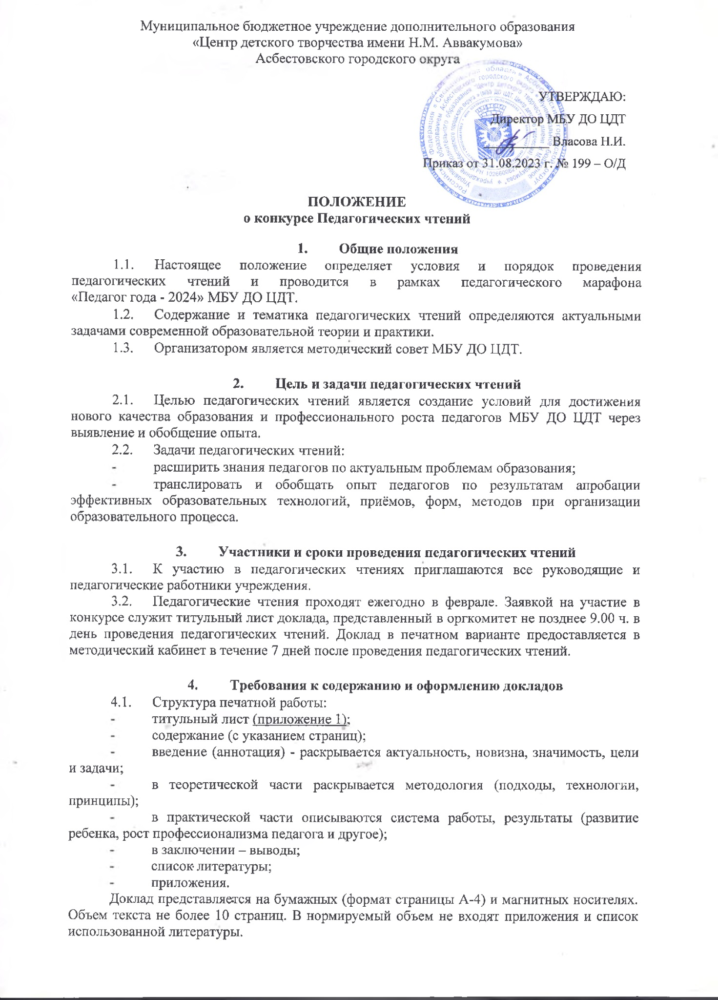 Муниципальное бюджетное учреждение дополнительного образования
«Центр детского творчества имени Н.М. Аввакумова»
Асбестовского городского округа
УТВЕРЖДАЮ:
Директор МБУ ДО ЦДТ
__________ Власова Н.И.
Приказ от 31.08.2023 г. № 199 – О/Д
ПОЛОЖЕНИЕ
о конкурсе Педагогических чтений
1. Общие положения
1.1. Настоящее положение определяет условия и порядок проведения
педагогических чтений и проводится в рамках педагогического марафона
«Педагог года - 2024» МБУ ДО ЦДТ.
1.2. Содержание и тематика педагогических чтений определяются актуальными
задачами современной образовательной теории и практики.
1.3. Организатором является методический совет МБУ ДО ЦДТ.
2. Цель и задачи педагогических чтений
2.1. Целью педагогических чтений является создание условий для достижения
нового качества образования и профессионального роста педагогов МБУ ДО ЦДТ через
выявление и обобщение опыта.
2.2. Задачи педагогических чтений:
- расширить знания педагогов по актуальным проблемам образования;
- транслировать и обобщать опыт педагогов по результатам апробации
эффективных образовательных технологий, приёмов, форм, методов при организации
образовательного процесса.
3. Участники и сроки проведения педагогических чтений
3.1. К участию в педагогических чтениях приглашаются все руководящие и
педагогические работники учреждения.
3.2. Педагогические чтения проходят ежегодно в феврале. Заявкой на участие в
конкурсе служит титульный лист доклада, представленный в оргкомитет не позднее 9.00 ч. в
день проведения педагогических чтений. Доклад в печатном варианте предоставляется в
методический кабинет в течение 7 дней после проведения педагогических чтений.
4. Требования к содержанию и оформлению докладов
4.1. Структура печатной работы:
- титульный лист (приложение 1);
- содержание (с указанием страниц);
- введение (аннотация) - раскрывается актуальность, новизна, значимость, цели
и задачи;
- в теоретической части раскрывается методология (подходы, технологии,
принципы);
- в практической части описываются система работы, результаты (развитие
ребенка, рост профессионализма педагога и другое);
- в заключении – выводы;
- список литературы;
- приложения.
Доклад представляется на бумажных (формат страницы А-4) и магнитных носителях.
Объем текста не более 10 страниц. В нормируемый объем не входят приложения и список
использованной литературы.